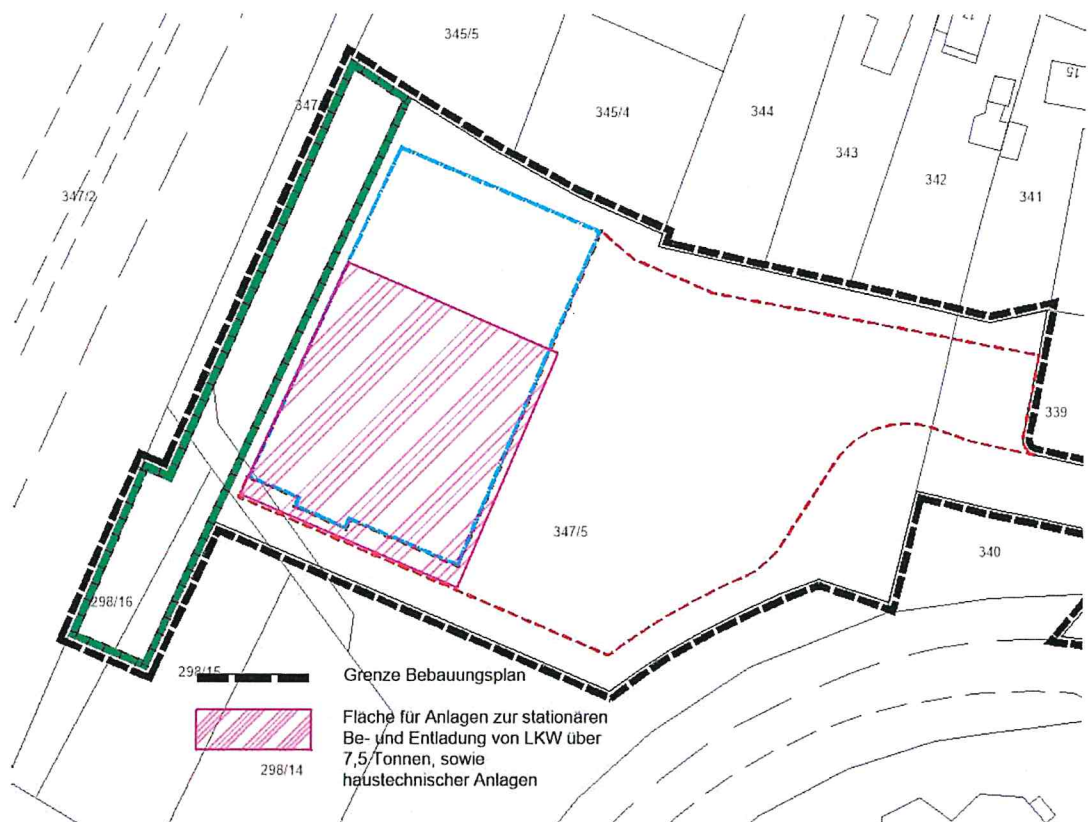 345/5
345/4
344
343
342
341
15
347/2
339
347/5
340
298/16
298/15
Grenze Bebauungsplan
Fläche für Anlagen zur stationären
Be- und Entladung von LKW über
7,5 Tonnen, sowie
haustechnischer Anlagen
298/14